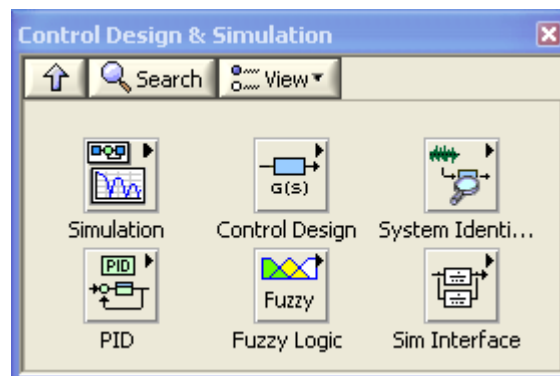 Control Design & Simulation
Search View
G(s)
Simulation Control Design System Identi...
PID Fuzzy
PID Fuzzy Logic Sim Interface